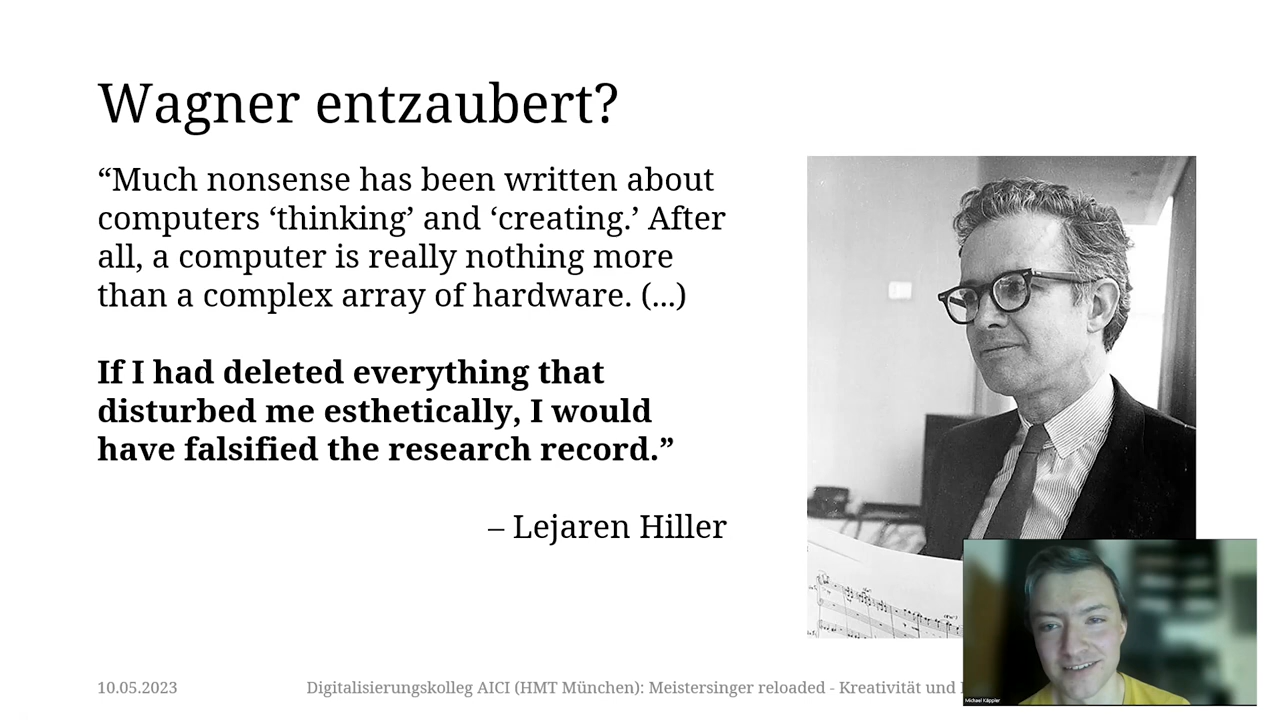 Wagner entzaubert?
“Much nonsense has been written about
computers ‘thinking’ and ‘creating.’ After
all, a computer is really nothing more
than a complex array of hardware. (...)
If I had deleted everything that
disturbed me esthetically, I would
have falsified the research record.”
– Lejaren Hiller
10.05.2023
Digitalisierungskolleg AICI (HMT München): Meistersinger reloaded - Kreativität und
Michael Käppler